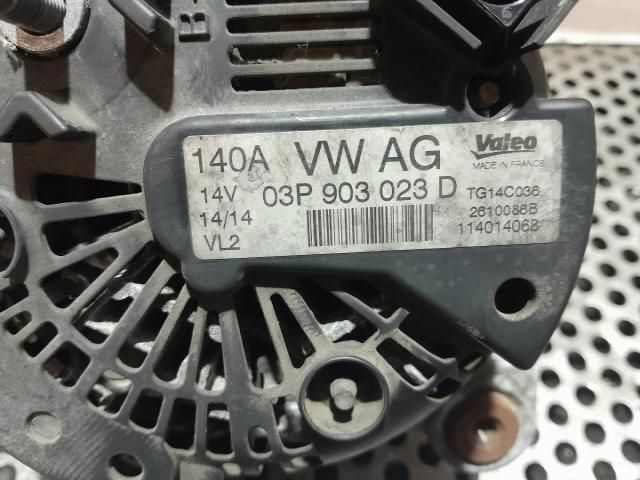 B+
140A VW AG Valeo
MADE IN FRANCE
14V 03P 903 023 D TG14C036
14/14 2610086B
VL2 114014068